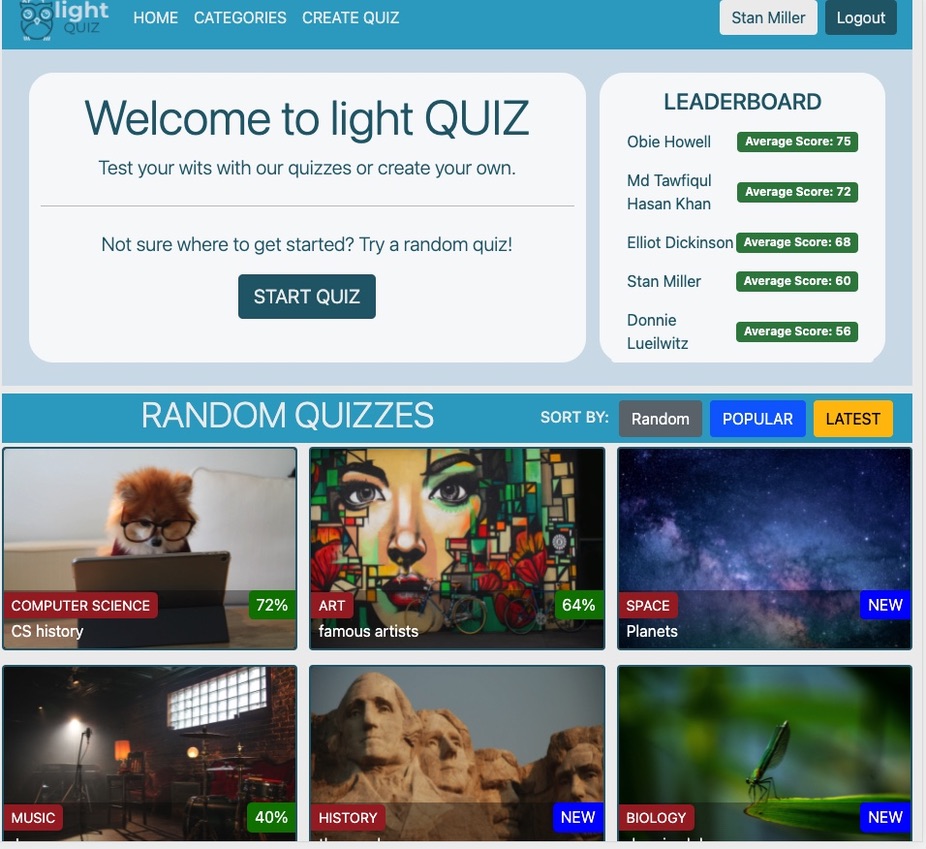 light
QUIZ
HOME CATEGORIES CREATE QUIZ
Stan Miller Logout
Welcome to light QUIZ
Test your wits with our quizzes or create your own.
Not sure where to get started? Try a random quiz!
START QUIZ
LEADERBOARD
Obie Howell Average Score: 75
Md Tawfiqul
Hasan Khan Average Score: 72
Elliot Dickinson Average Score: 68
Stan Miller Average Score: 60
Donnie
Lueilwitz Average Score: 56
RANDOM QUIZZES SORT BY: Random POPULAR LATEST
COMPUTER SCIENCE 72%
CS history
ART 64%
famous artists
SPACE NEW
Planets
MUSIC 40%
HISTORY NEW
BIOLOGY NEW